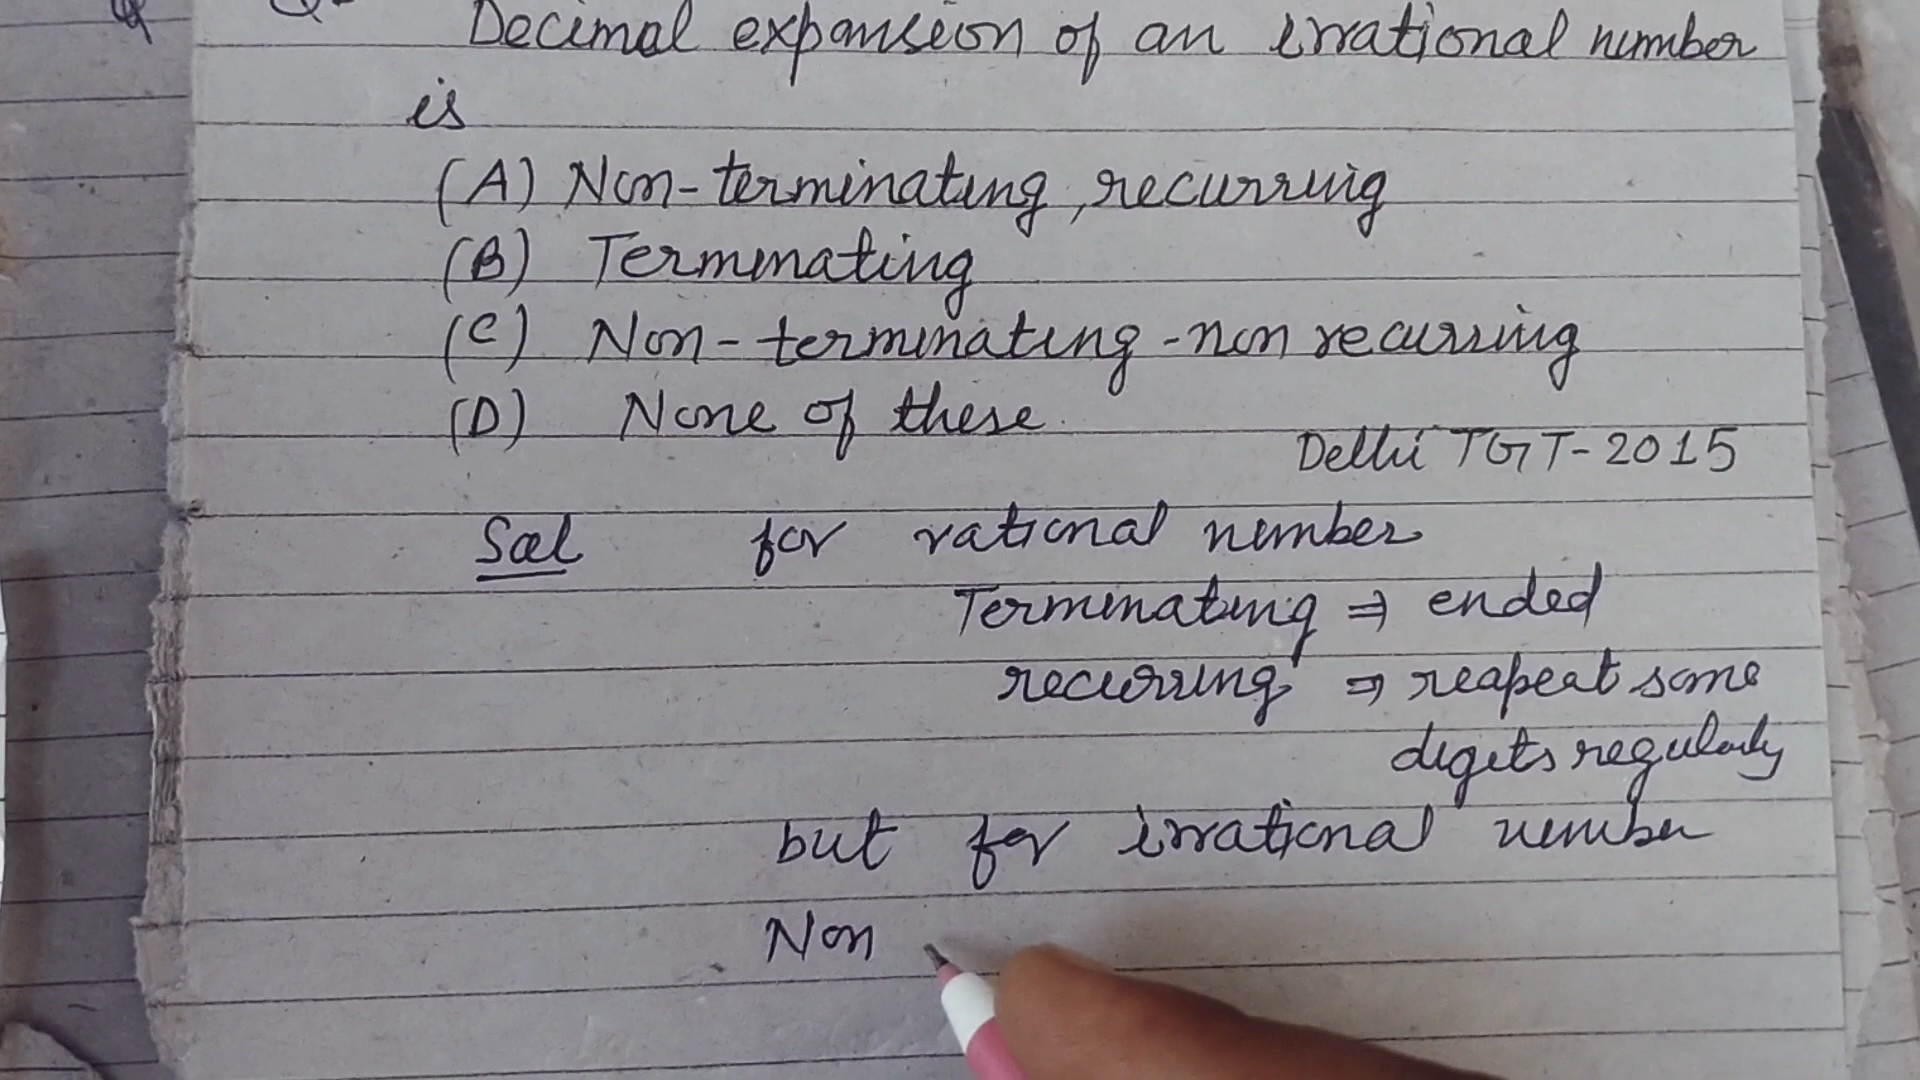 Decimal expansion of an irrational number
is
(A) Non-terminating, recurring
(B) Terminating
(C) Non-terminating-non recurring
(D) None of these.
Delhi TGT-2015
Sol for rational number
Terminating ⇒ ended
recurring ⇒ reapeat some
digits regularly
but for irrational number
Non